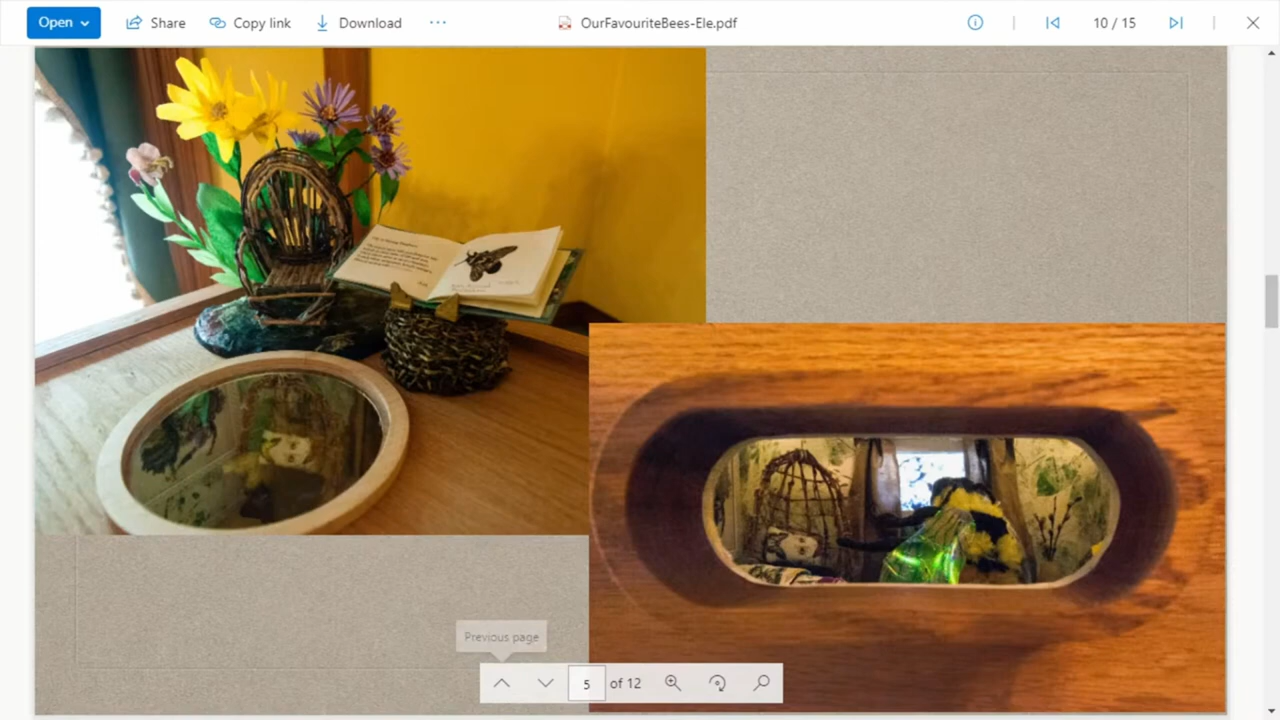 Open
Share
Copy link
Download
OurFavouriteBees-Ele.pdf
10 / 15
Previous page
5 of 12